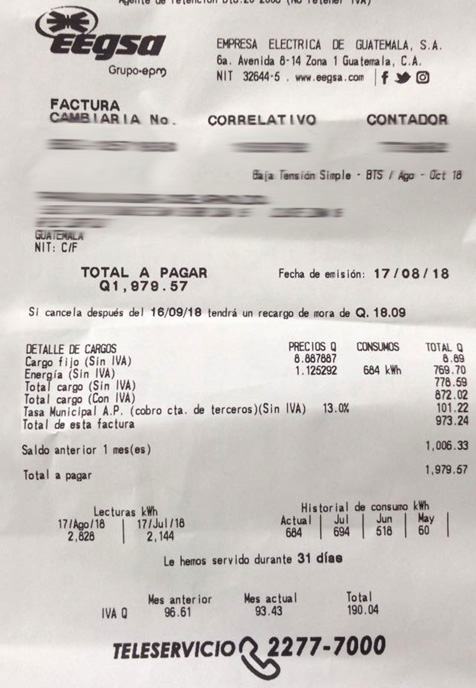 Agente de retención Dto.20-2006 (No retener IVA)
EEGSA
Grupo-epm
EMPRESA ELECTRICA DE GUATEMALA, S.A.
6a. Avenida 8-14 Zona 1 Guatemala, C.A.
NIT 32644-5 . www.eegsa.com
FACTURA
CAMBIARIA No. CORRELATIVO CONTADOR
Baja Tensión Simple - BTS / Ago - Oct 18
GUATEMALA
NIT: C/F
TOTAL A PAGAR Fecha de emisión: 17/08/18
Q1,979.57
Si cancela después del 16/09/18 tendrá un recargo de mora de Q. 18.09
DETALLE DE CARGOS PRECIOS Q CONSUMOS TOTAL Q
Cargo fijo (Sin IVA) 8.887887 8.89
Energía (Sin IVA) 1.125292 684 kWh 769.70
Total cargo (Sin IVA) 778.59
Total cargo (Con IVA) 872.02
Tasa Municipal A.P. (cobro cta. de terceros)(Sin IVA) 13.0% 101.22
Total de esta factura 973.24
Saldo anterior 1 mes(es) 1,006.33
Total a pagar 1,979.57
Lecturas kWh Historial de consumo kWh
17/Ago/18 17/Jul/18 Actual Jul Jun May
2,828 2,144 684 694 518 60
Le hemos servido durante 31 días
Mes anterior Mes actual Total
IVA Q 96.61 93.43 190.04
TELESERVICIO 2277-7000